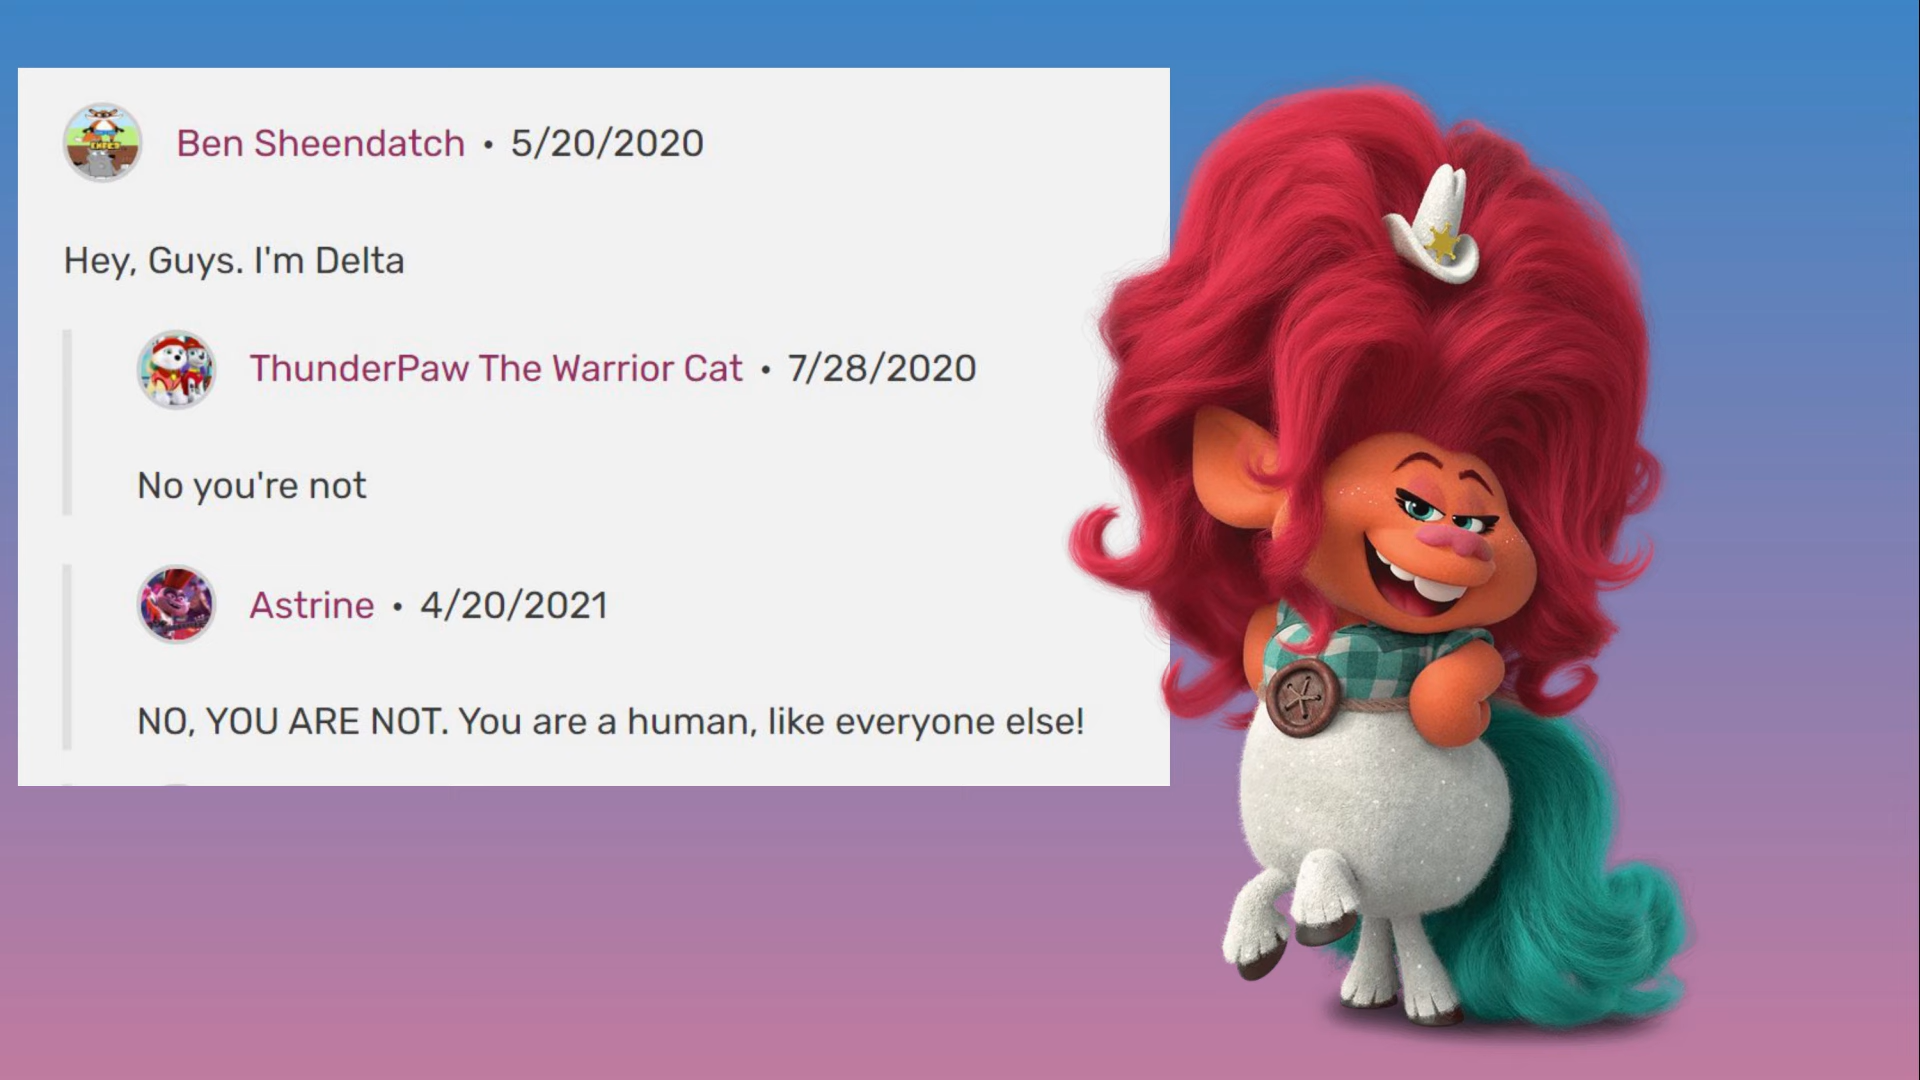 Ben Sheendatch • 5/20/2020
Hey, Guys. I'm Delta
ThunderPaw The Warrior Cat • 7/28/2020
No you're not
Astrine • 4/20/2021
NO, YOU ARE NOT. You are a human, like everyone else!